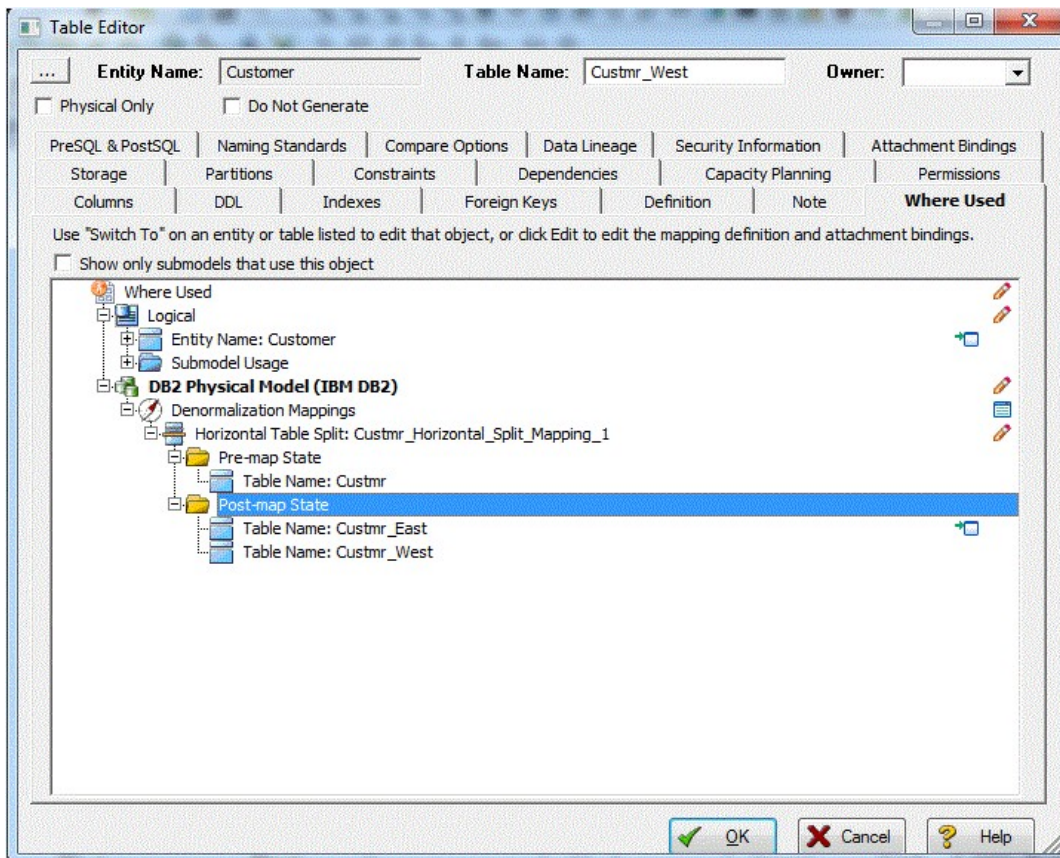 Table Editor
... Entity Name: Customer Table Name: Custmr_West Owner:
Physical Only Do Not Generate
PreSQL & PostSQL Naming Standards Compare Options Data Lineage Security Information Attachment Bindings
Storage Partitions Constraints Dependencies Capacity Planning Permissions
Columns DDL Indexes Foreign Keys Definition Note Where Used
Use "Switch To" on an entity or table listed to edit that object, or click Edit to edit the mapping definition and attachment bindings.
Show only submodels that use this object
Where Used
Logical
Entity Name: Customer
Submodel Usage
DB2 Physical Model (IBM DB2)
Denormalization Mappings
Horizontal Table Split: Custmr_Horizontal_Split_Mapping_1
Pre-map State
Table Name: Custmr
Post-map State
Table Name: Custmr_East
Table Name: Custmr_West
OK Cancel Help